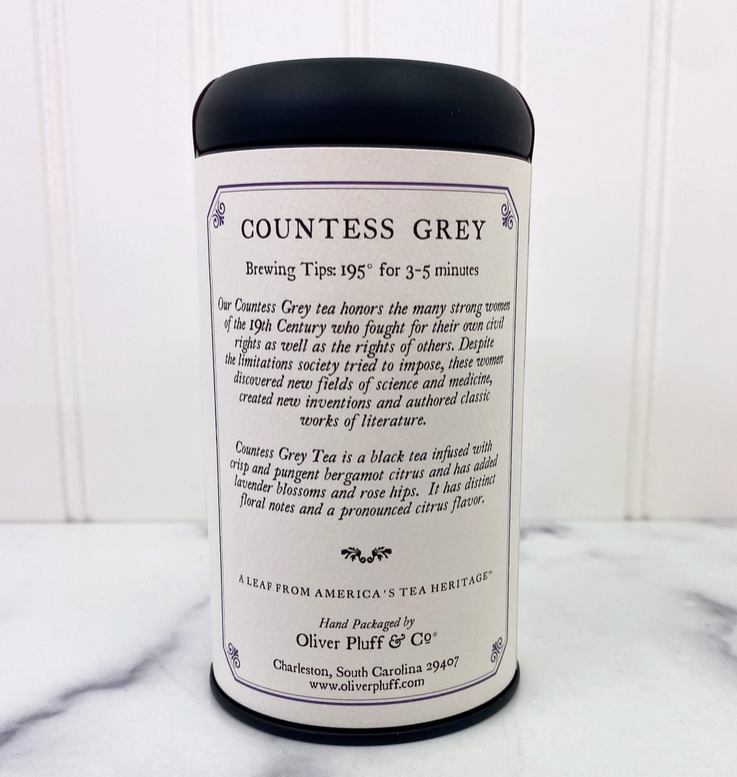 COUNTESS GREY
Brewing Tips: 195° for 3-5 minutes
Our Countess Grey tea honors the many strong women
of the 19th Century who fought for their own civil
rights as well as the rights of others. Despite
the limitations society tried to impose, these women
discovered new fields of science and medicine,
created new inventions and authored classic
works of literature.
Countess Grey Tea is a black tea infused with
crisp and pungent bergamot citrus and has added
lavender blossoms and rose hips. It has distinct
floral notes and a pronounced citrus flavor.
A LEAF FROM AMERICA'S TEA HERITAGE™
Hand Packaged by
Oliver Pluff & Co®
Charleston, South Carolina 29407
www.oliverpluff.com